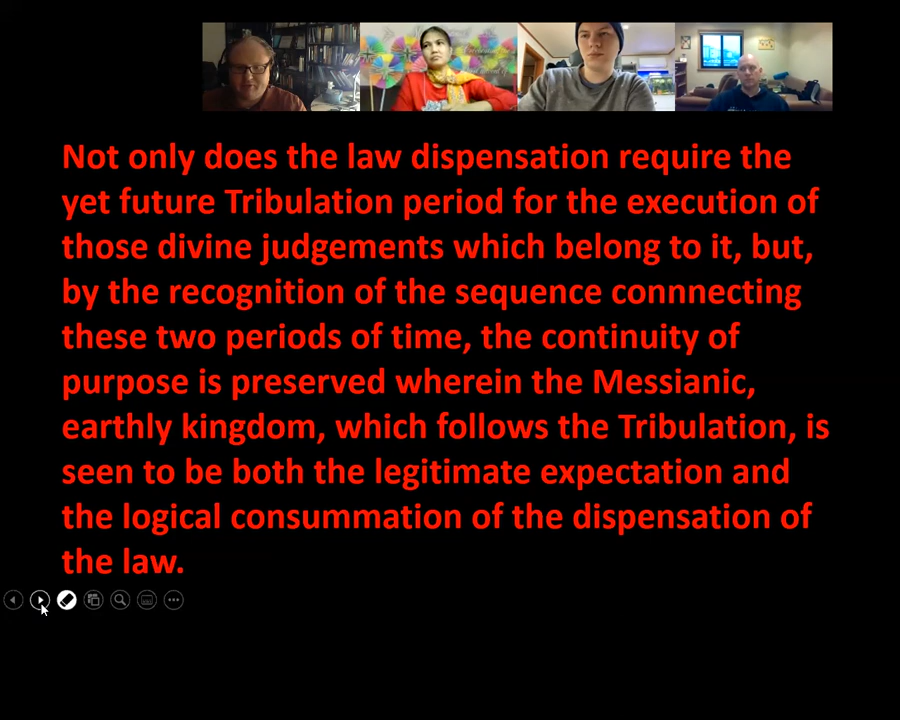 Not only does the law dispensation require the
yet future Tribulation period for the execution of
those divine judgements which belong to it, but,
by the recognition of the sequence connnecting
these two periods of time, the continuity of
purpose is preserved wherein the Messianic,
earthly kingdom, which follows the Tribulation, is
seen to be both the legitimate expectation and
the logical consummation of the dispensation of
the law.